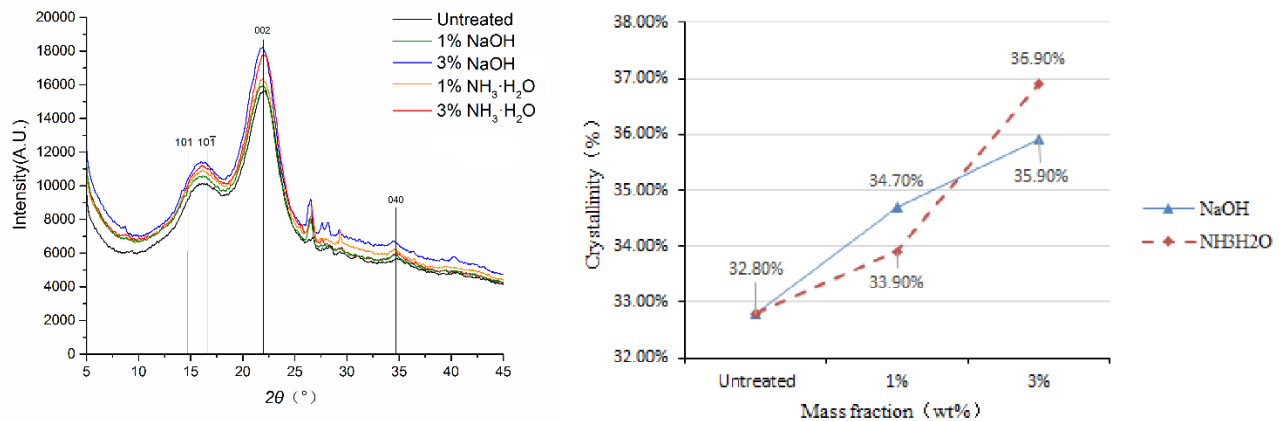 20000
18000
16000
14000
12000
10000
8000
6000
4000
2000
0
Intensity(A.U.)
5 10 15 20 25 30 35 40 45
2θ（°）
002
101 101̅
040
Untreated
1% NaOH
3% NaOH
1% NH₃·H₂O
3% NH₃·H₂O
38.00%
37.00%
36.00%
35.00%
34.00%
33.00%
32.00%
Crystallinity（%）
36.90%
34.70%
35.90%
32.80%
33.90%
Untreated 1% 3%
Mass fraction（wt%）
NaOH
NH3H2O